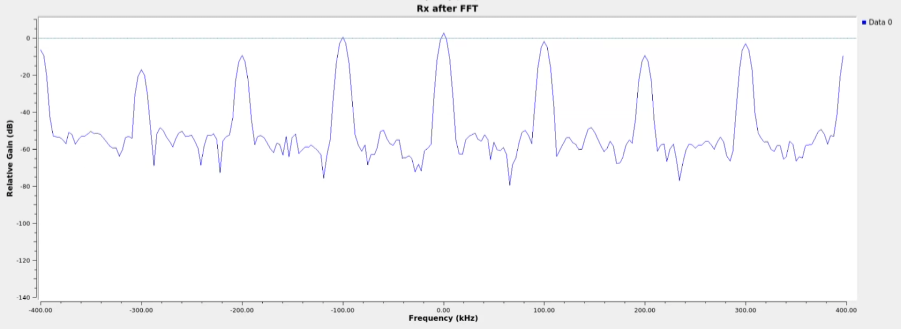 Rx after FFT
Data 0
0
-20
-40
-60
-80
-100
-120
-140
Relative Gain (dB)
-400.00 -300.00 -200.00 -100.00 0.00 100.00 200.00 300.00 400.00
Frequency (kHz)